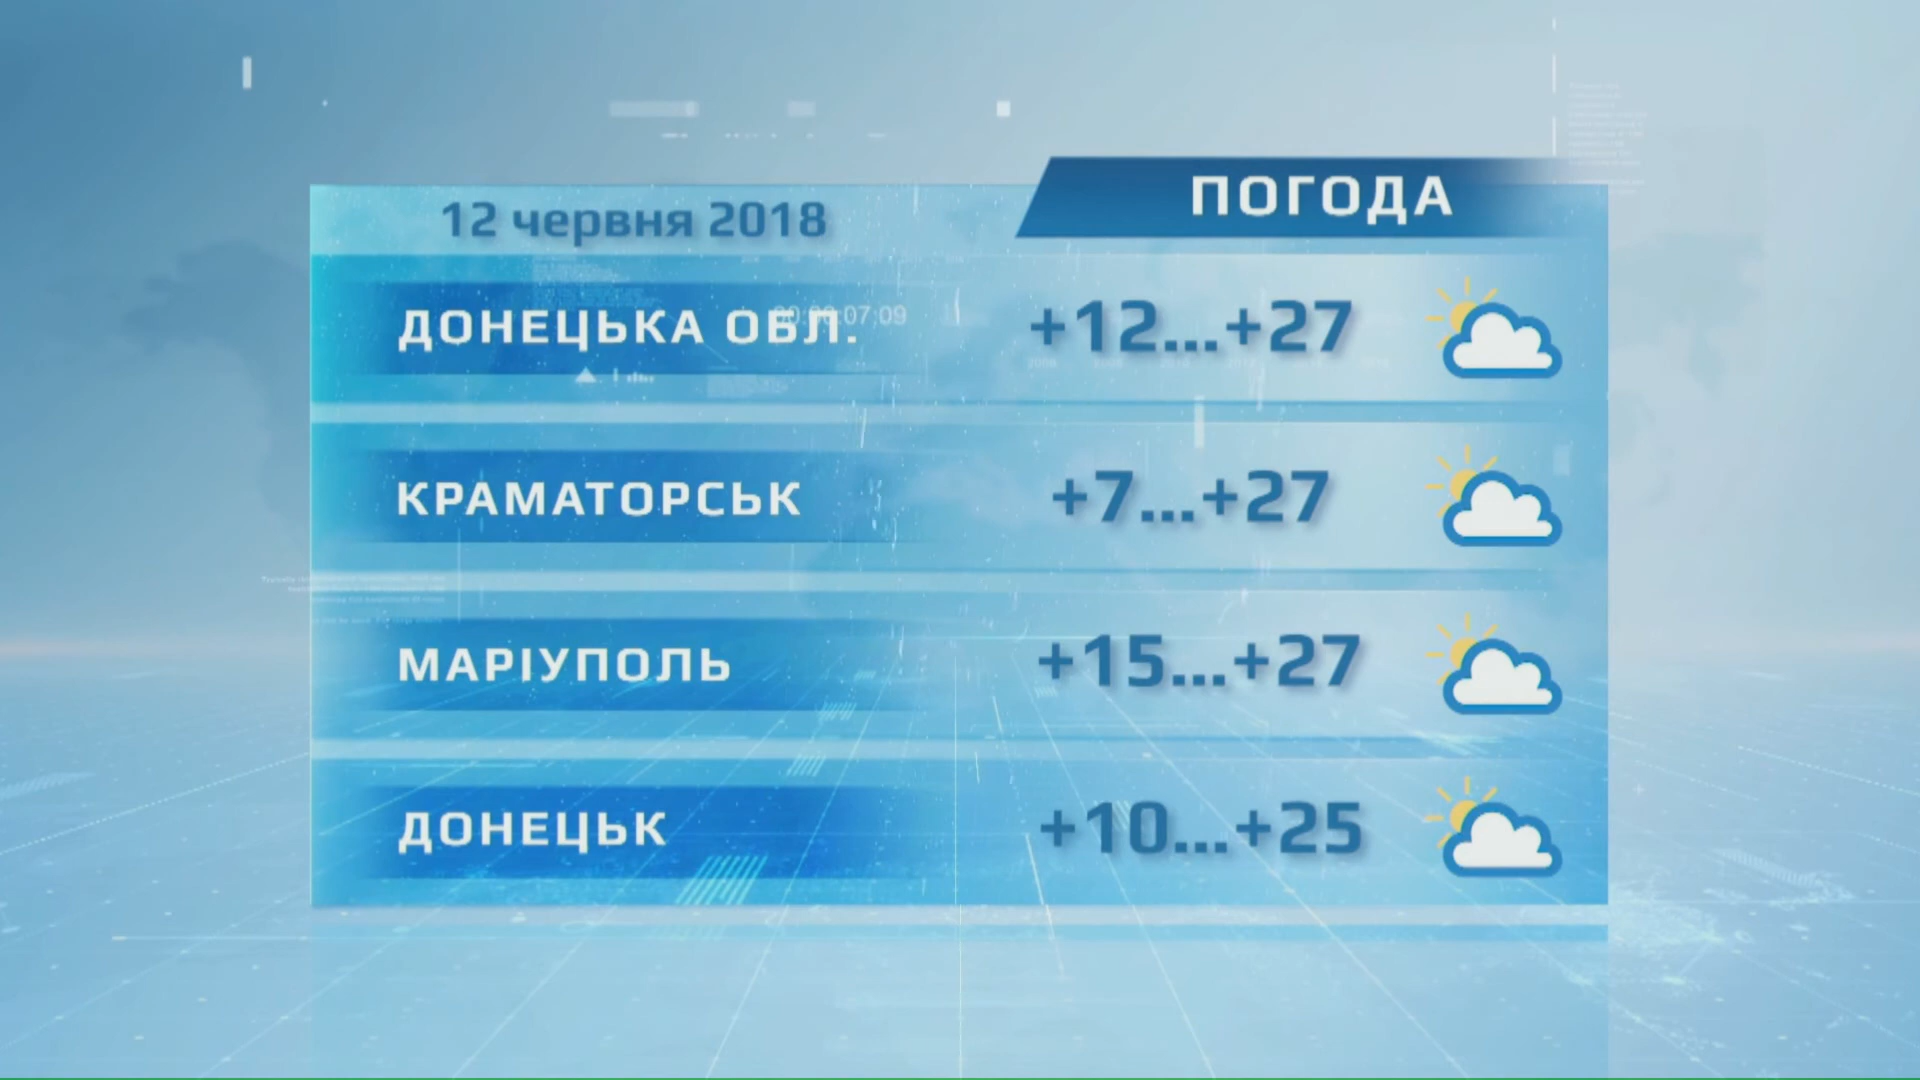 ПОГОДА
12 червня 2018
ДОНЕЦЬКА ОБЛ. +12...+27
КРАМАТОРСЬК +7...+27
МАРІУПОЛЬ +15...+27
ДОНЕЦЬК +10...+25